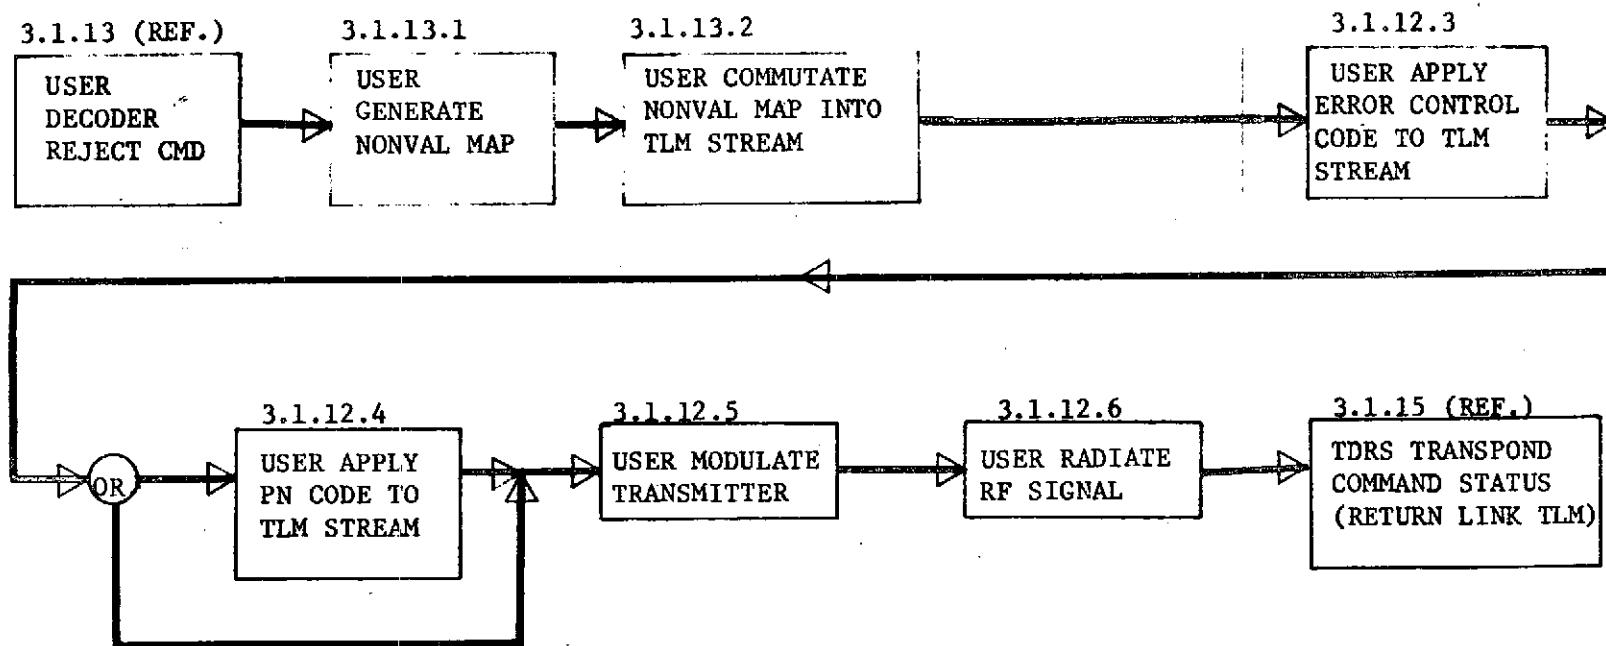 3.1.13 (REF.)
USER
DECODER
REJECT CMD
3.1.13.1
USER
GENERATE
NONVAL MAP
3.1.13.2
USER COMMUTATE
NONVAL MAP INTO
TLM STREAM
3.1.12.3
USER APPLY
ERROR CONTROL
CODE TO TLM
STREAM
OR
3.1.12.4
USER APPLY
PN CODE TO
TLM STREAM
3.1.12.5
USER MODULATE
TRANSMITTER
3.1.12.6
USER RADIATE
RF SIGNAL
3.1.15 (REF.)
TDRS TRANSPOND
COMMAND STATUS
(RETURN LINK TLM)